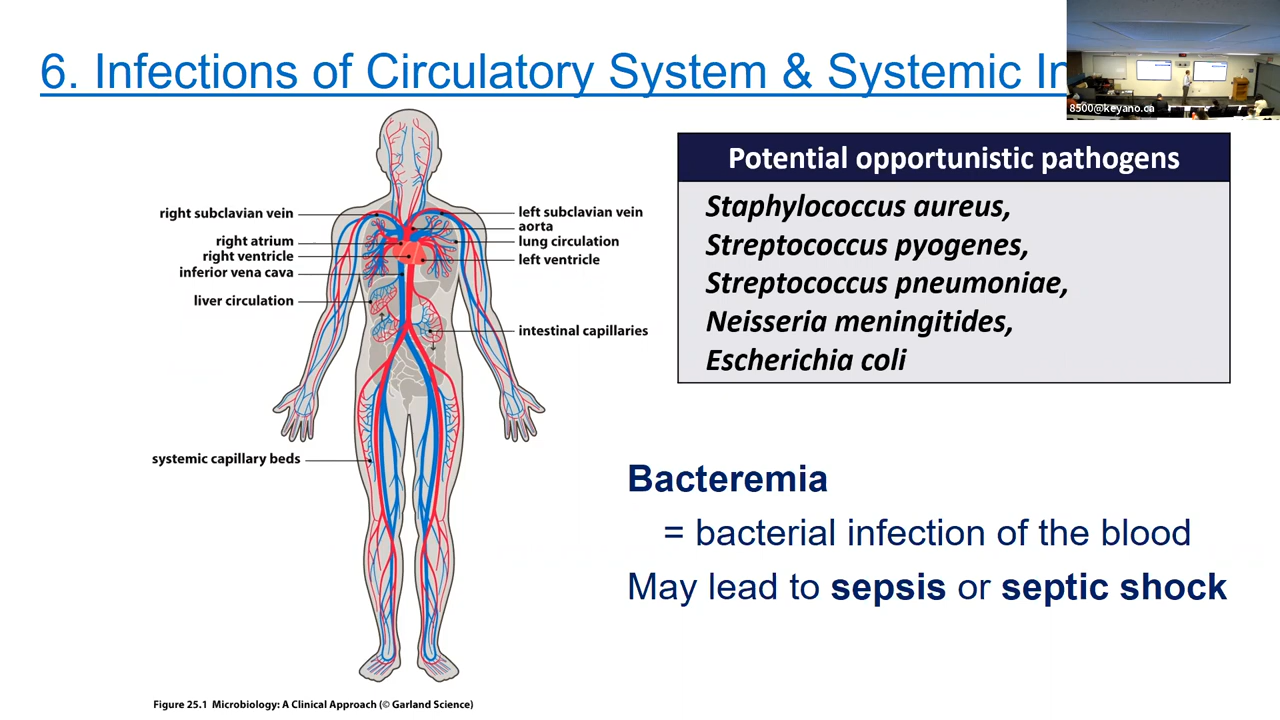 6. Infections of Circulatory System & Systemic In
8500@keyano.ca
Potential opportunistic pathogens
Staphylococcus aureus,
Streptococcus pyogenes,
Streptococcus pneumoniae,
Neisseria meningitides,
Escherichia coli
right subclavian vein
right atrium
right ventricle
inferior vena cava
liver circulation
systemic capillary beds
left subclavian vein
aorta
lung circulation
left ventricle
intestinal capillaries
Bacteremia
= bacterial infection of the blood
May lead to sepsis or septic shock
Figure 25.1 Microbiology: A Clinical Approach (© Garland Science)